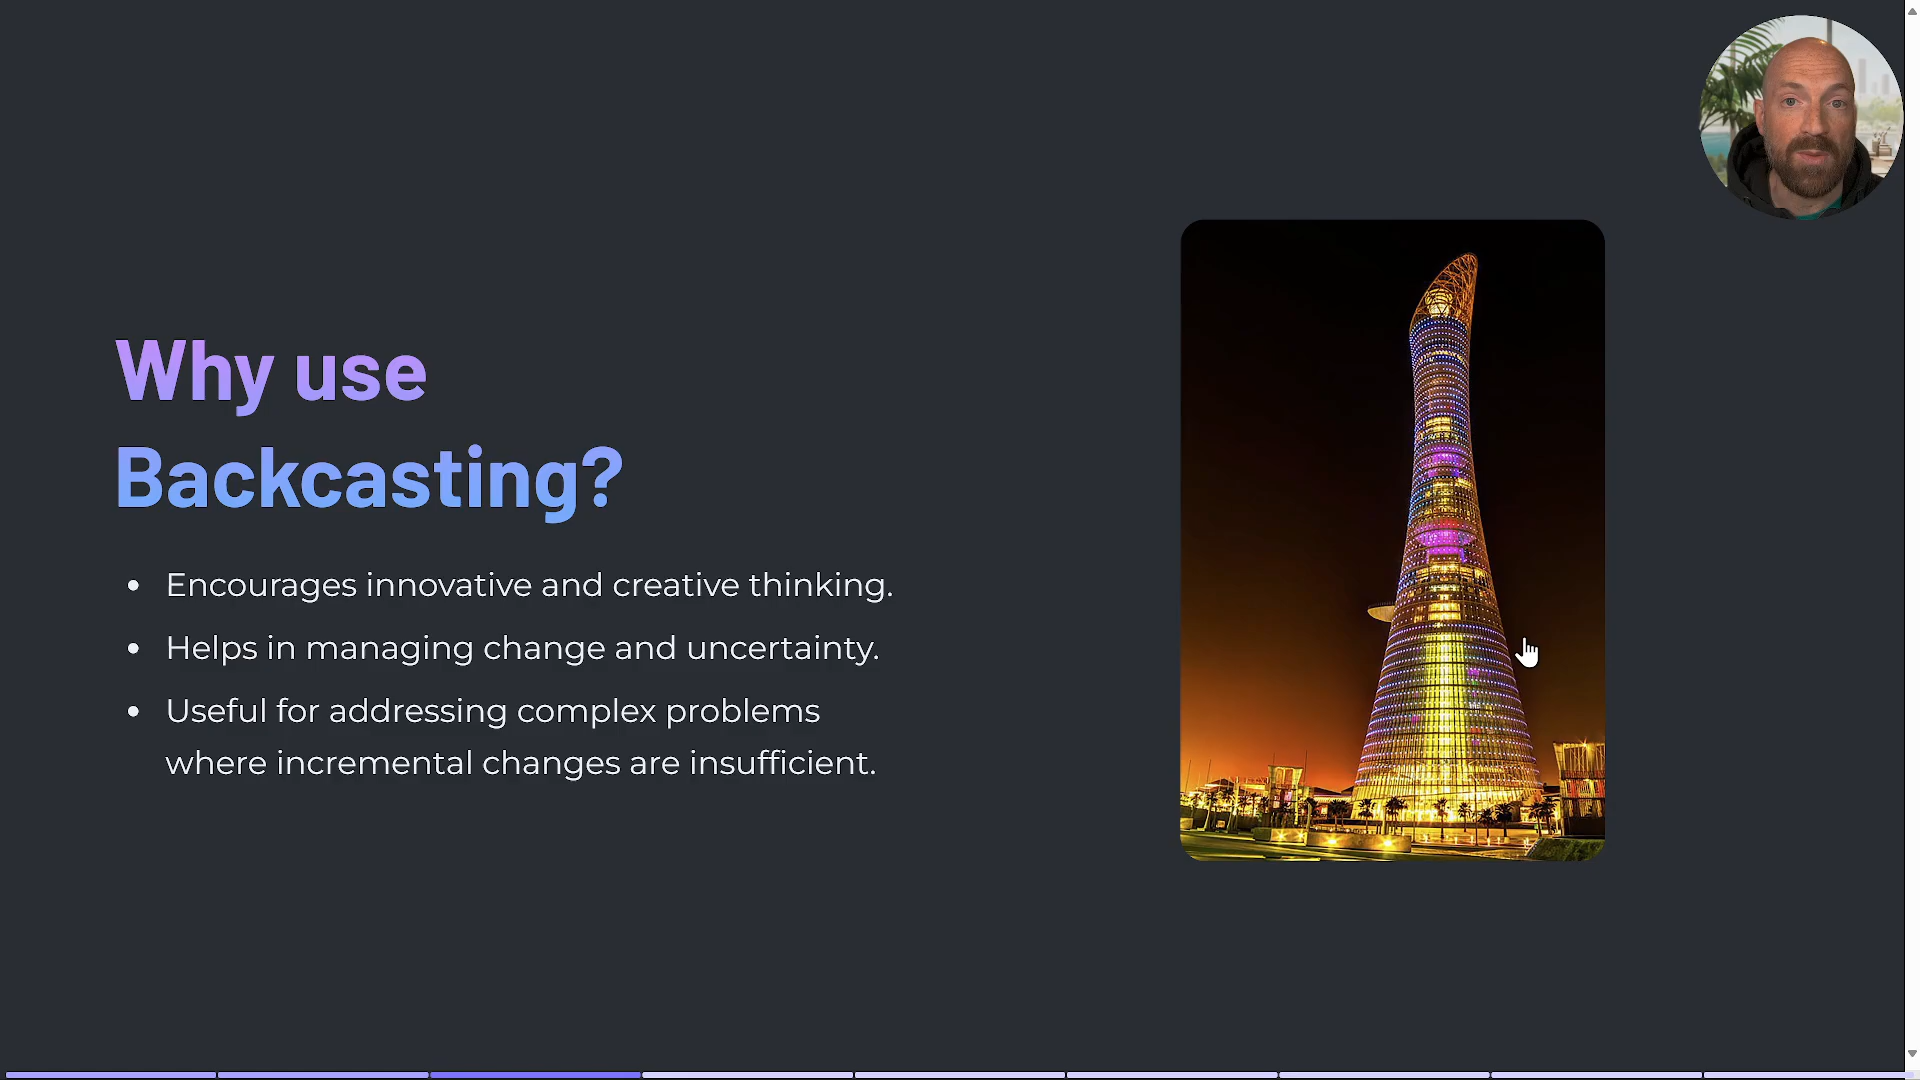 Why use
Backcasting?
• Encourages innovative and creative thinking.
• Helps in managing change and uncertainty.
• Useful for addressing complex problems
where incremental changes are insufficient.